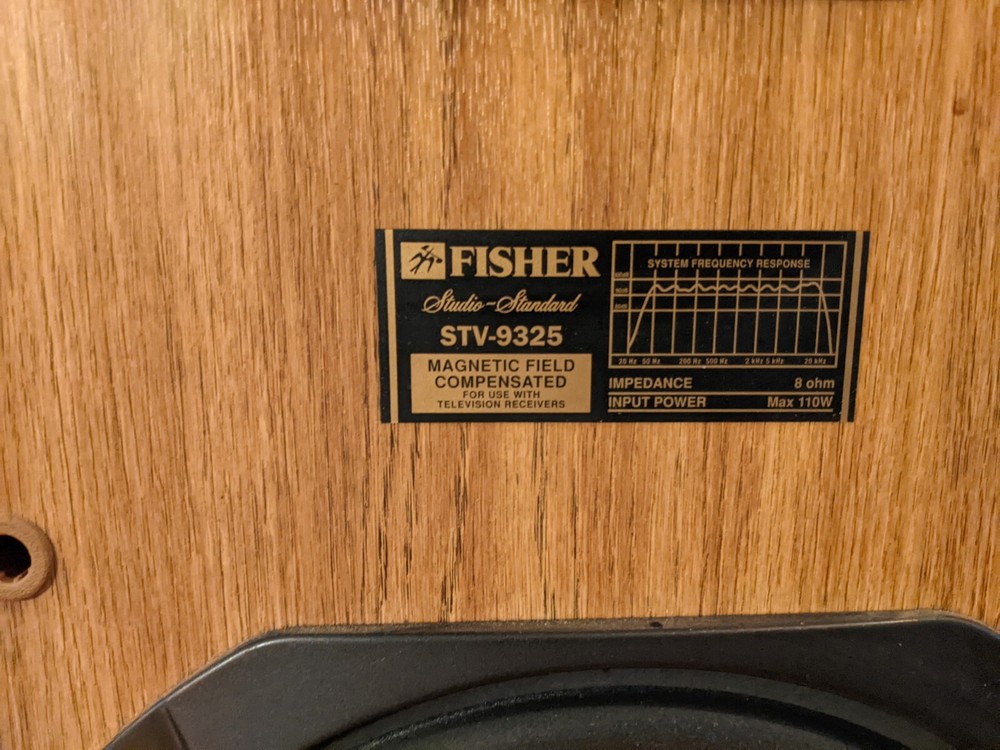 FISHER
Studio-Standard
STV-9325
MAGNETIC FIELD
COMPENSATED
FOR USE WITH
TELEVISION RECEIVERS
SYSTEM FREQUENCY RESPONSE
20 Hz 50 Hz 200 Hz 500 Hz 2 kHz 5 kHz 20 kHz
IMPEDANCE 8 ohm
INPUT POWER Max 110W